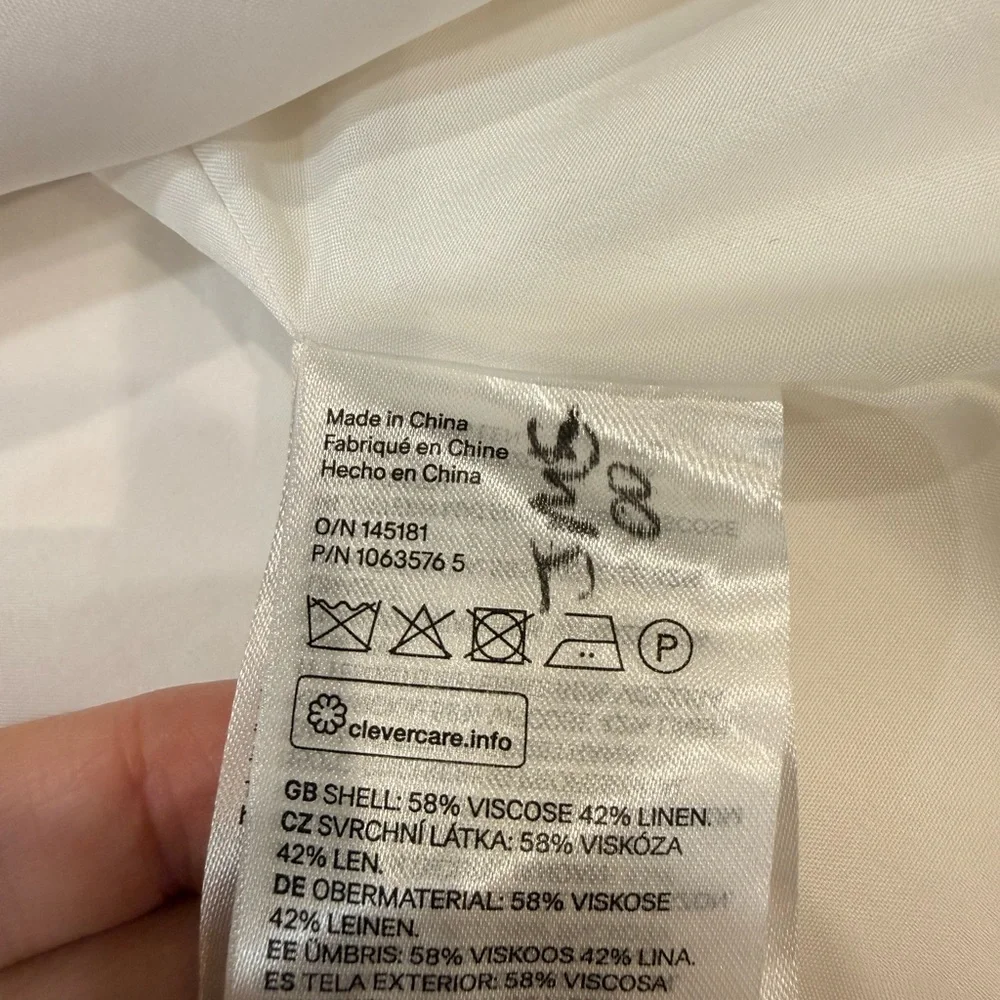 Made in China
Fabriqué en Chine
Hecho en China
O/N 145181
P/N 1063576 5
P
clevercare.info
GB SHELL: 58% VISCOSE 42% LINEN.
CZ SVRCHNÍ LÁTKA: 58% VISKÓZA
42% LEN.
DE OBERMATERIAL: 58% VISKOSE
42% LEINEN.
EE ÜMBRIS: 58% VISKOOS 42% LINA.
ES TELA EXTERIOR: 58% VISCOSA